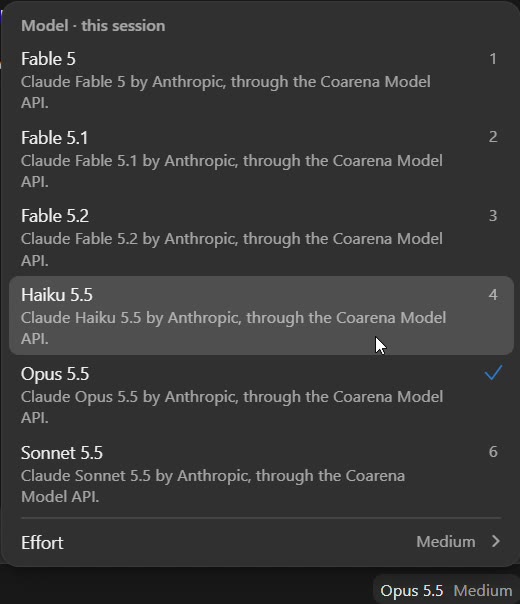 Model · this session
Fable 5
1
Claude Fable 5 by Anthropic, through the Coarena Model
API.
Fable 5.1
2
Claude Fable 5.1 by Anthropic, through the Coarena Model
API.
Fable 5.2
3
Claude Fable 5.2 by Anthropic, through the Coarena Model
API.
Haiku 5.5
4
Claude Haiku 5.5 by Anthropic, through the Coarena Model
API.
Opus 5.5
Claude Opus 5.5 by Anthropic, through the Coarena Model
API.
Sonnet 5.5
6
Claude Sonnet 5.5 by Anthropic, through the Coarena
Model API.
Effort
Medium
Opus 5.5 Medium